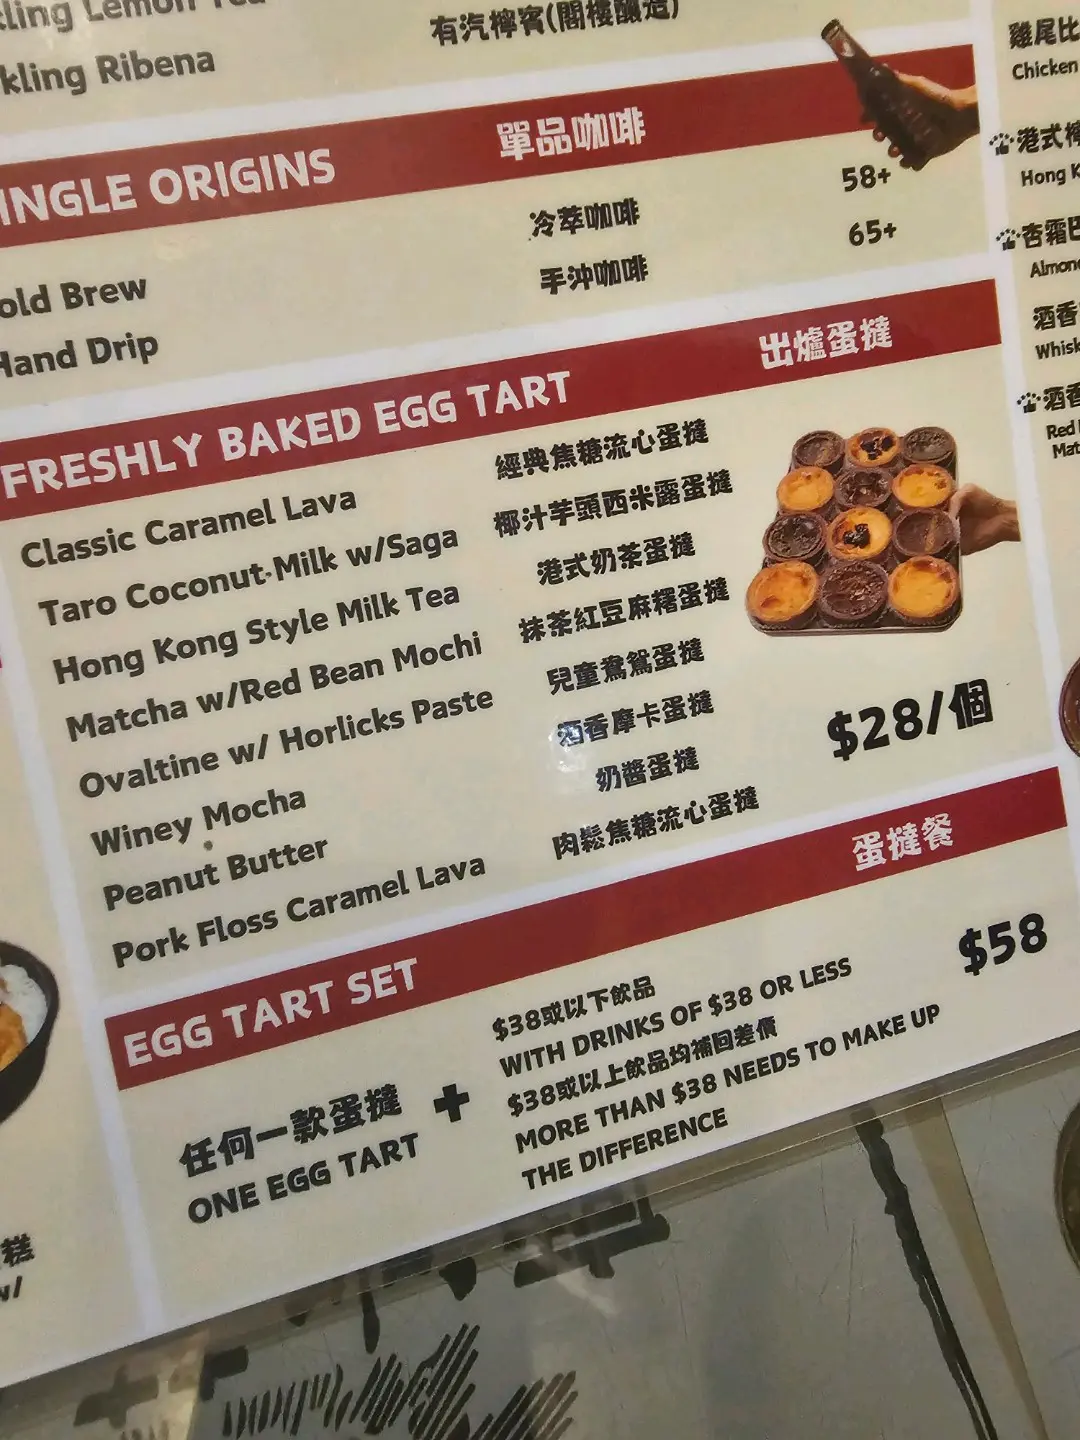 有汽檸賓(閣樓釀造)
Ribena
ORIGINS 單品咖啡
Brew 冷萃咖啡 58+
Hand Drip 手沖咖啡 65+
FRESHLY BAKED EGG TART 出爐蛋撻
Classic Caramel Lava 經典焦糖流心蛋撻
Taro Coconut Milk w/Saga 椰汁芋頭西米露蛋撻
Hong Kong Style Milk Tea 港式奶茶蛋撻
Matcha w/Red Bean Mochi 抹茶紅豆麻糬蛋撻
Ovaltine w/ Horlicks Paste 兒童鴛鴦蛋撻
Winey Mocha 酒香摩卡蛋撻
Peanut Butter 奶醬蛋撻
Pork Floss Caramel Lava 肉鬆焦糖流心蛋撻
$28/個
EGG TART SET 蛋撻餐
$58
任何一款蛋撻
ONE EGG TART
+
$38或以下飲品
WITH DRINKS OF $38 OR LESS
$38或以上飲品均補回差價
MORE THAN $38 NEEDS TO MAKE UP
THE DIFFERENCE
雞尾比
Chicken
港式
Hong
杏霜
酒香
酒香
Red
糕
w/